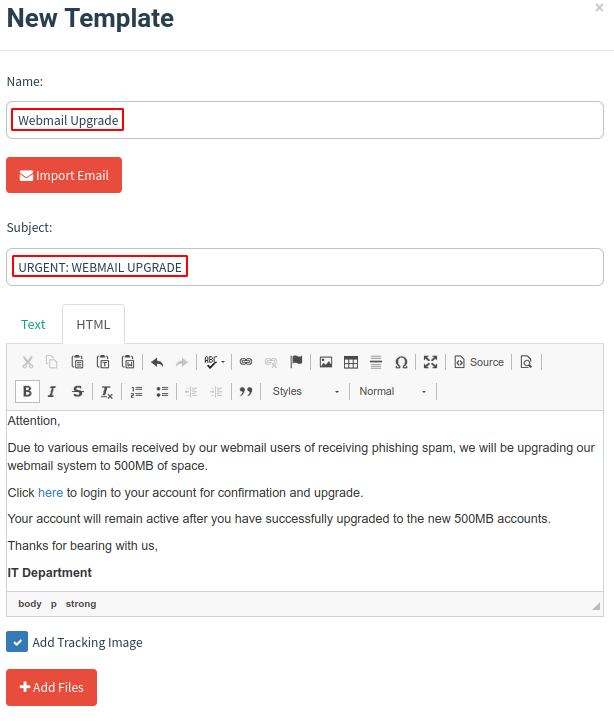 New Template
×
Name:
Webmail Upgrade
Import Email
Subject:
URGENT: WEBMAIL UPGRADE
Text HTML
ABC Ω Source
B I S Tx Styles Normal
Attention,
Due to various emails received by our webmail users of receiving phishing spam, we will be upgrading our
webmail system to 500MB of space.
Click here to login to your account for confirmation and upgrade.
Your account will remain active after you have successfully upgraded to the new 500MB accounts.
Thanks for bearing with us,
IT Department
body p strong
Add Tracking Image
Add Files